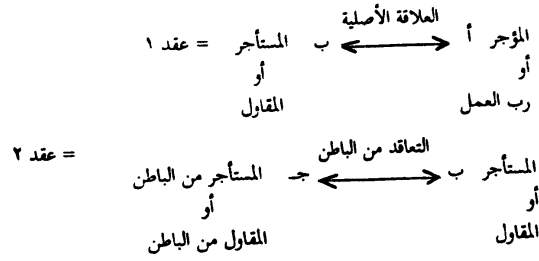 العلاقة الأصلية
المؤجر أ ب المستأجر = عقد ١
أو أو
رب العمل المقاول
التعاقد من الباطن = عقد ٢
المستأجر ب جـ المستأجر من الباطن
أو أو
المقاول المقاول من الباطن